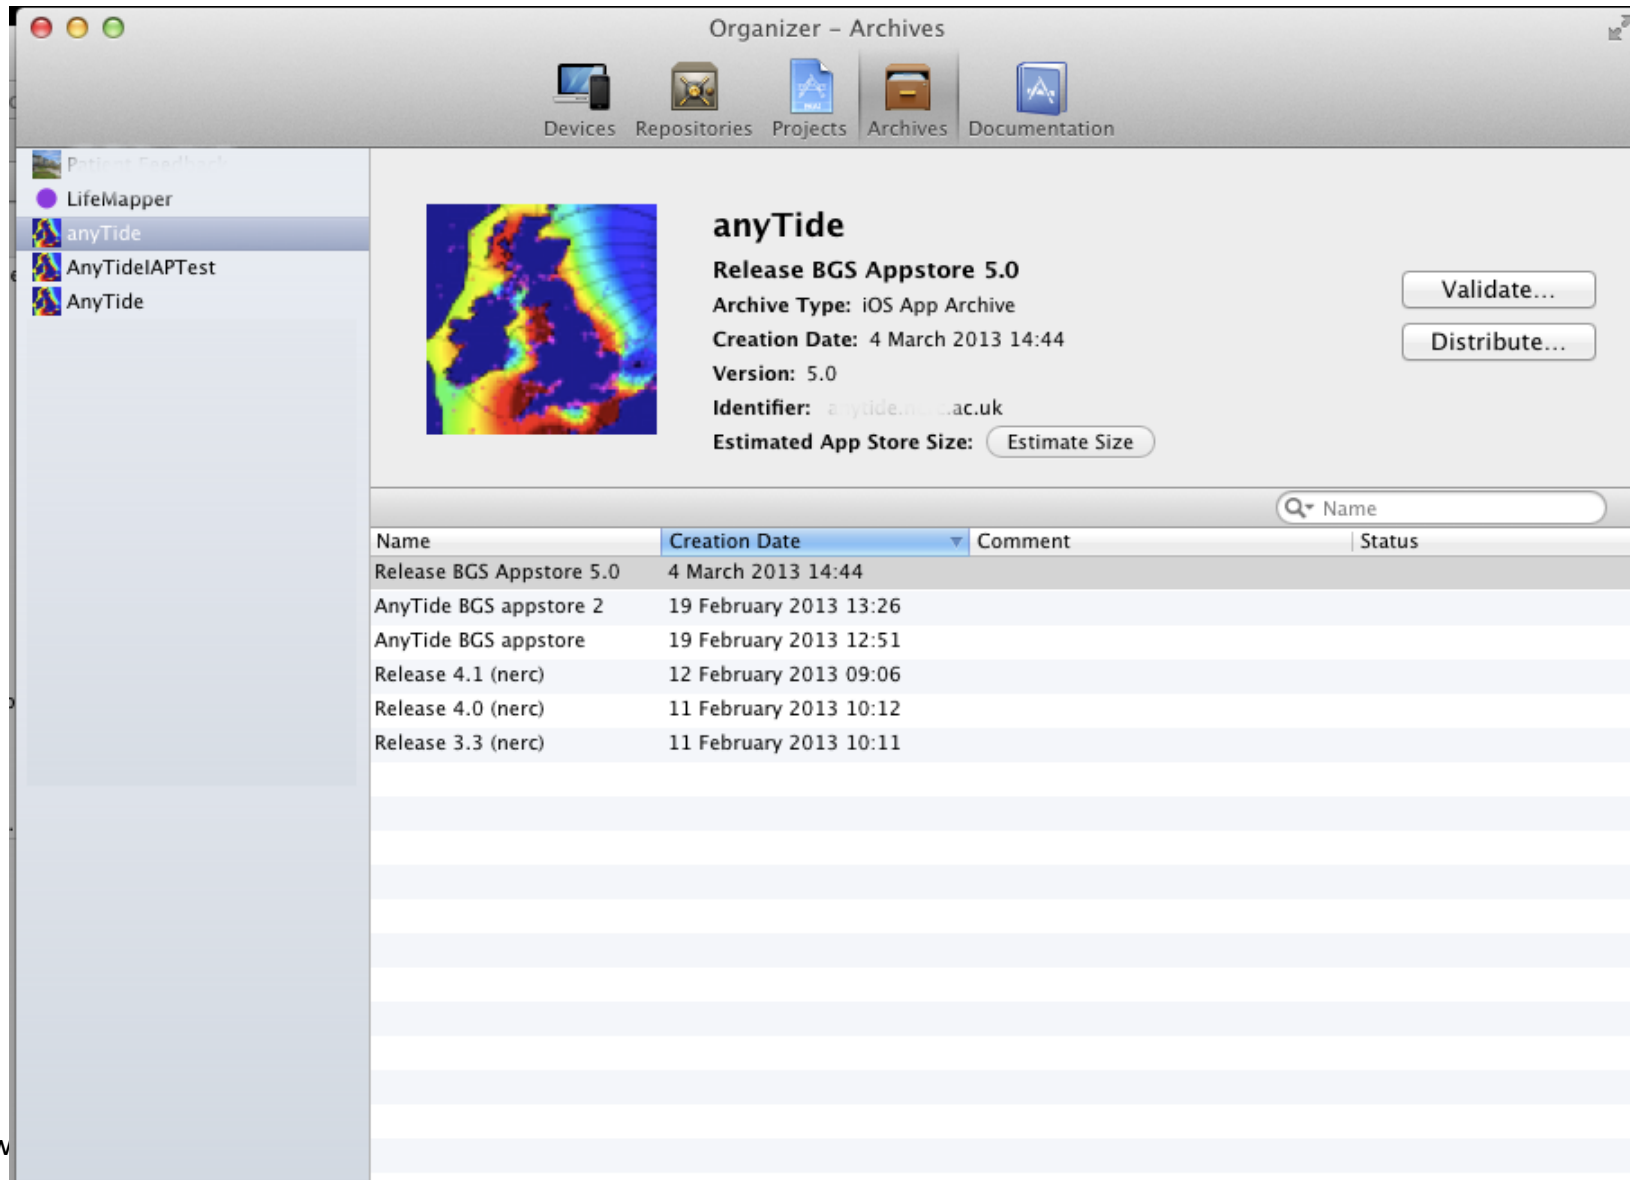 Organizer – Archives
Devices Repositories Projects Archives Documentation
Patient Feedback
LifeMapper
anyTide
AnyTideIAPTest
AnyTide
anyTide
Release BGS Appstore 5.0
Archive Type: iOS App Archive
Creation Date: 4 March 2013 14:44
Version: 5.0
Identifier: .ac.uk
Estimated App Store Size: Estimate Size
Validate...
Distribute...
Name
Name Creation Date Comment Status
Release BGS Appstore 5.0 4 March 2013 14:44
AnyTide BGS appstore 2 19 February 2013 13:26
AnyTide BGS appstore 19 February 2013 12:51
Release 4.1 (nerc) 12 February 2013 09:06
Release 4.0 (nerc) 11 February 2013 10:12
Release 3.3 (nerc) 11 February 2013 10:11